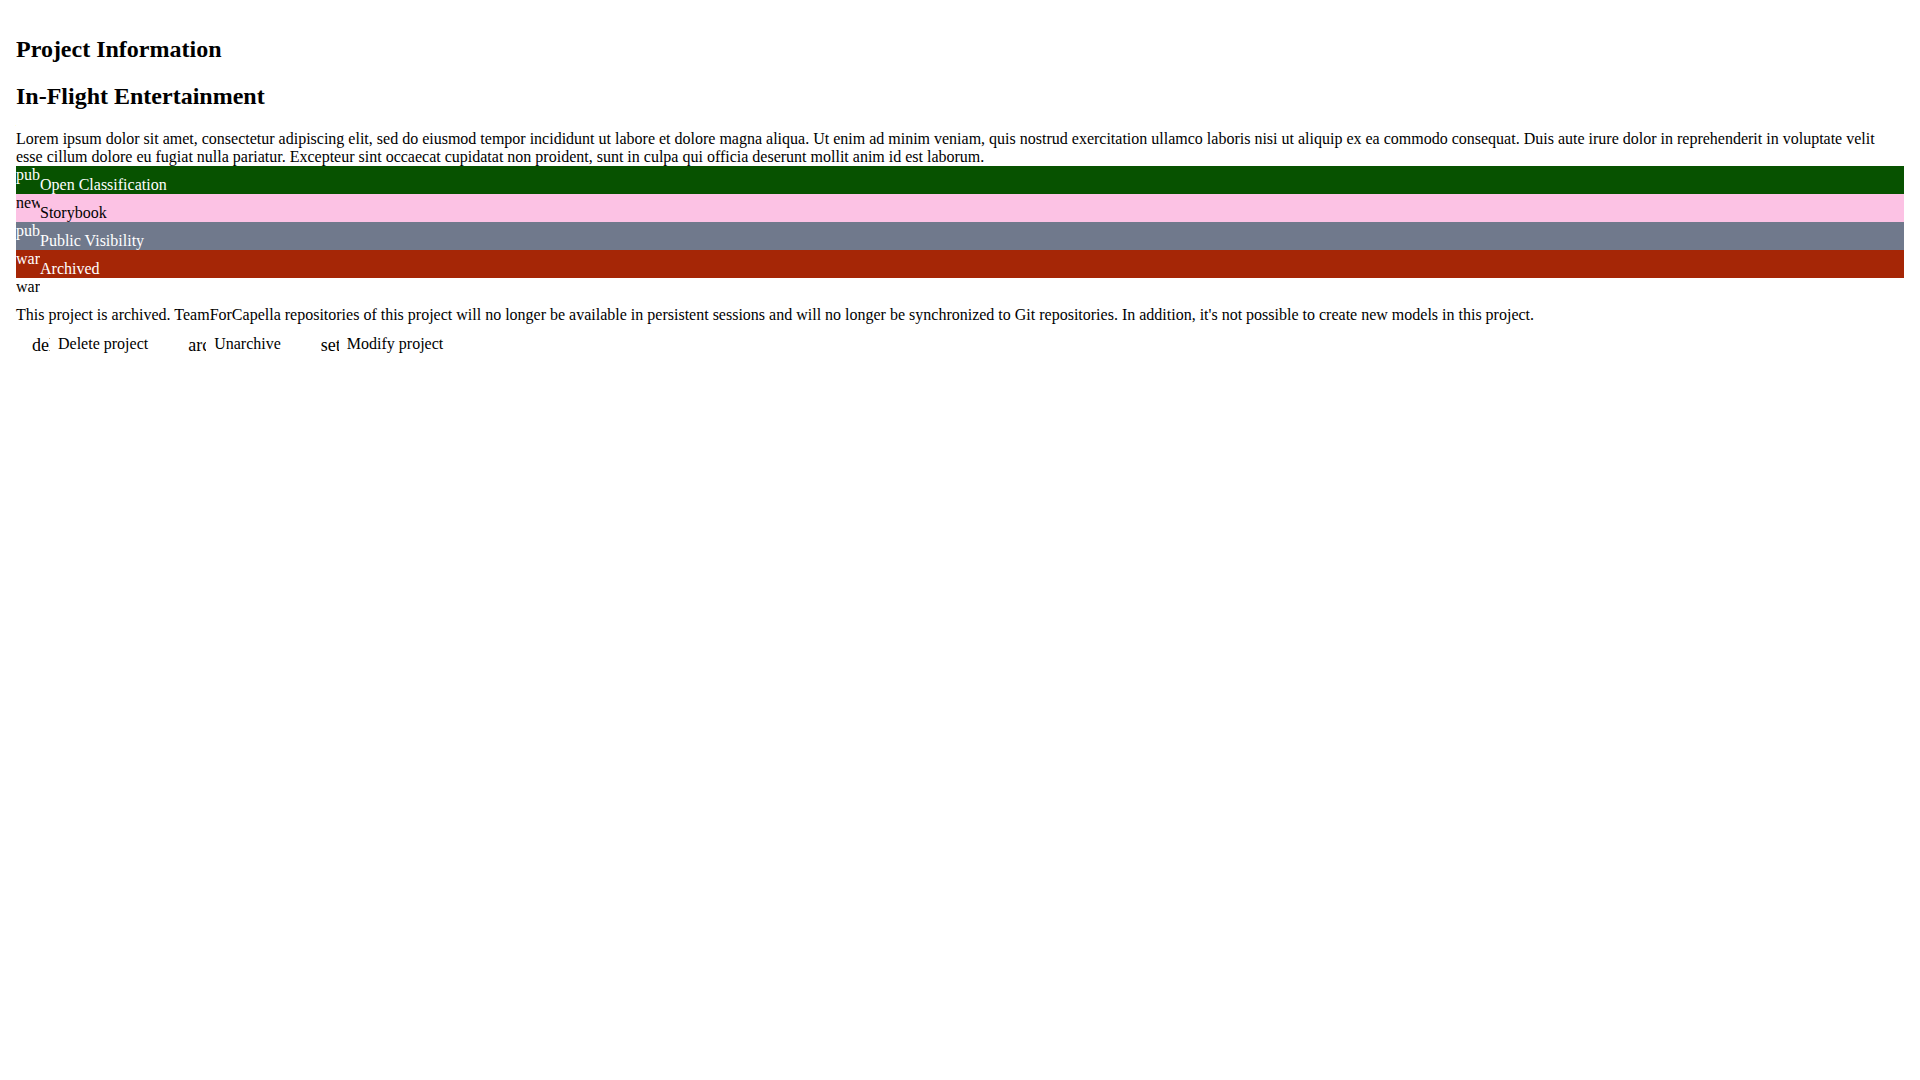 Project Information
In-Flight Entertainment
Lorem ipsum dolor sit amet, consectetur adipiscing elit, sed do eiusmod tempor incididunt ut labore et dolore magna aliqua. Ut enim ad minim veniam, quis nostrud exercitation ullamco laboris nisi ut aliquip ex ea commodo consequat. Duis aute irure dolor in reprehenderit in voluptate velit
esse cillum dolore eu fugiat nulla pariatur. Excepteur sint occaecat cupidatat non proident, sunt in culpa qui officia deserunt mollit anim id est laborum.
pub Open Classification
new Storybook
pub Public Visibility
war Archived
war
This project is archived. TeamForCapella repositories of this project will no longer be available in persistent sessions and will no longer be synchronized to Git repositories. In addition, it's not possible to create new models in this project.
de Delete project arc Unarchive set Modify project